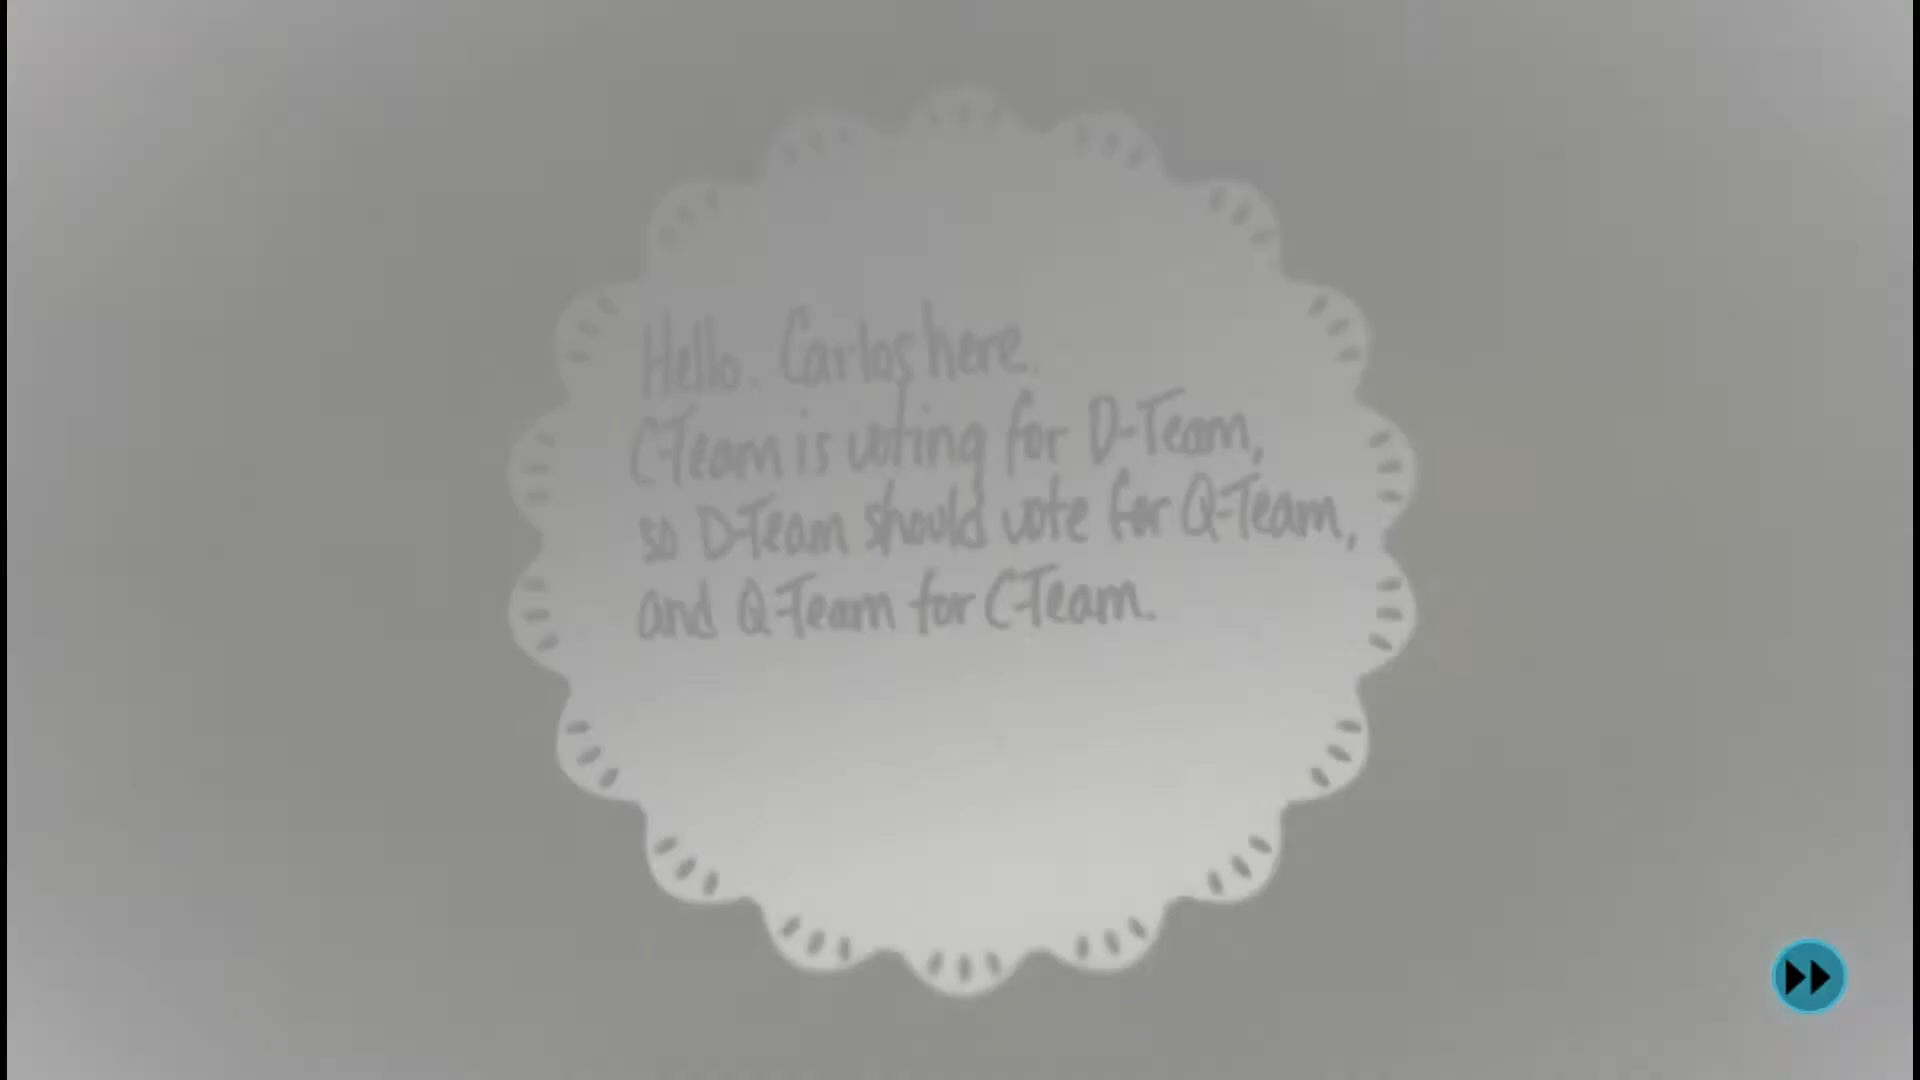 Hello. Carlos here.
C-Team is voting for D-Team,
so D-Team should vote for Q-Team,
and Q-Team for C-Team.